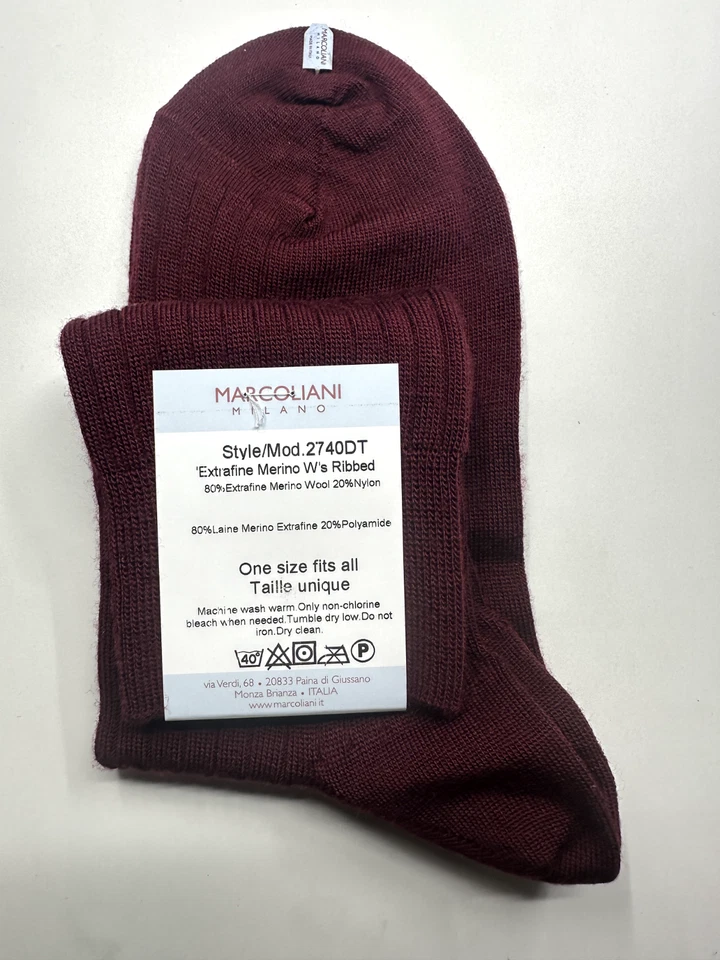 MARCOLIANI
MILANO
MARCOLIANI
MILANO
Style/Mod.2740DT
'Extrafine Merino W's Ribbed
80%Extrafine Merino Wool 20%Nylon
80%Laine Merino Extrafine 20%Polyamide
One size fits all
Taille unique
Machine wash warm.Only non-chlorine
bleach when needed.Tumble dry low.Do not
iron.Dry clean.
40° P
via Verdi, 68 • 20833 Paina di Giussano
Monza Brianza • ITALIA
www.marcoliani.it